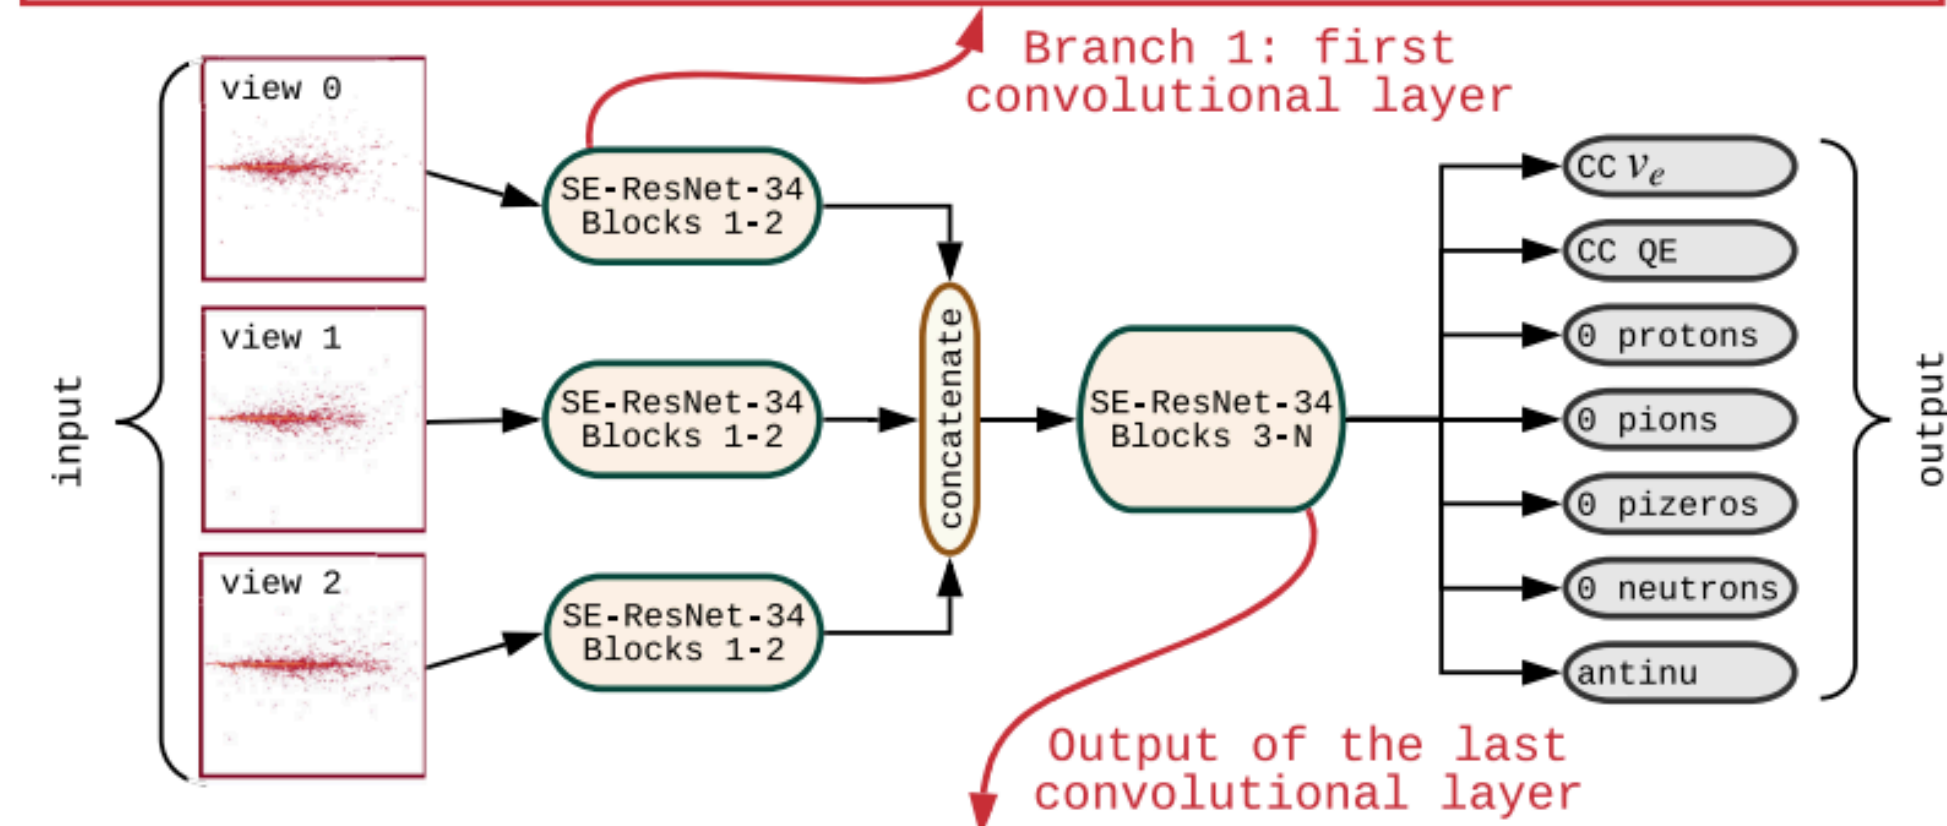 Branch 1: first
convolutional layer
input
view 0
view 1
view 2
SE-ResNet-34
Blocks 1-2
SE-ResNet-34
Blocks 1-2
SE-ResNet-34
Blocks 1-2
concatenate
SE-ResNet-34
Blocks 3-N
CC νₑ
CC QE
0 protons
0 pions
0 pizeros
0 neutrons
antinu
output
Output of the last
convolutional layer